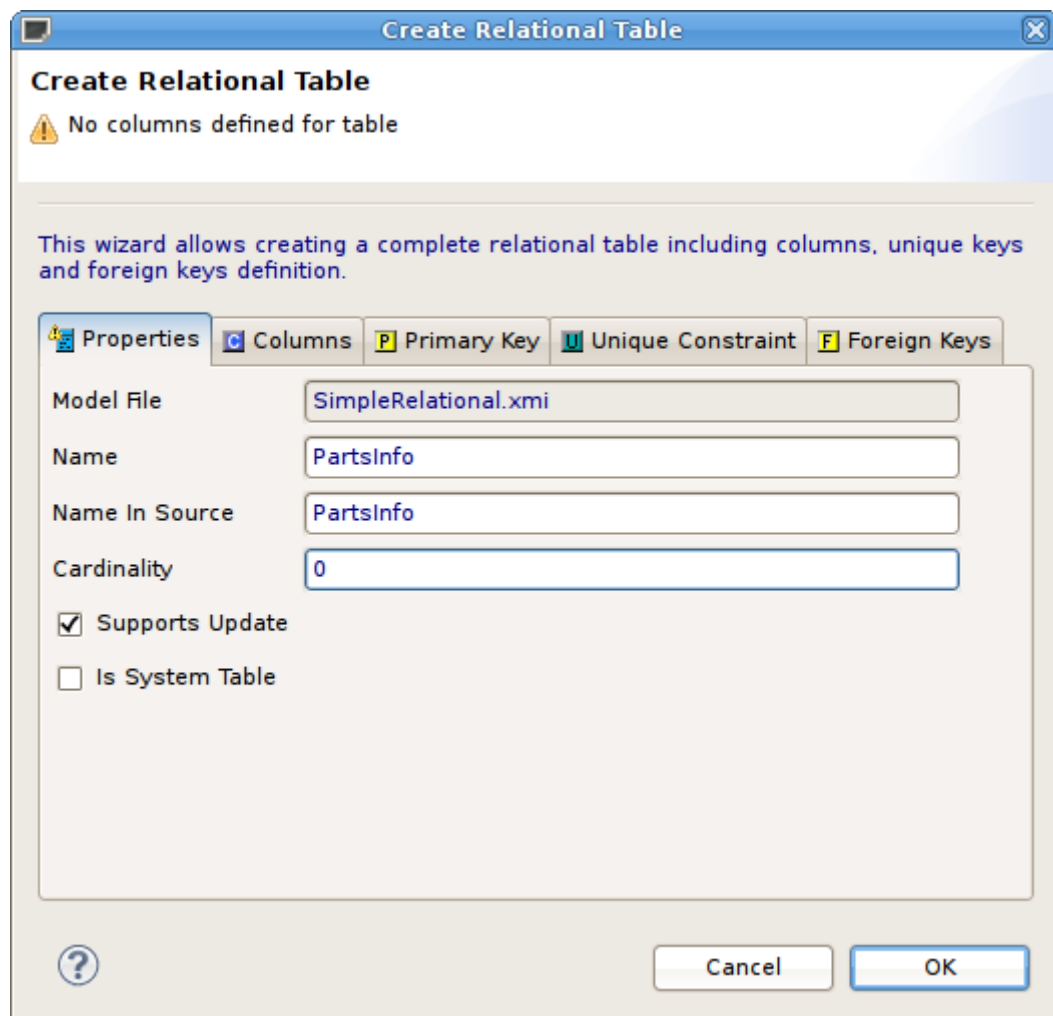 Create Relational Table
Create Relational Table
No columns defined for table
This wizard allows creating a complete relational table including columns, unique keys
and foreign keys definition.
Properties C Columns P Primary Key U Unique Constraint F Foreign Keys
Model File SimpleRelational.xmi
Name PartsInfo
Name In Source PartsInfo
Cardinality 0
Supports Update
Is System Table
? Cancel OK